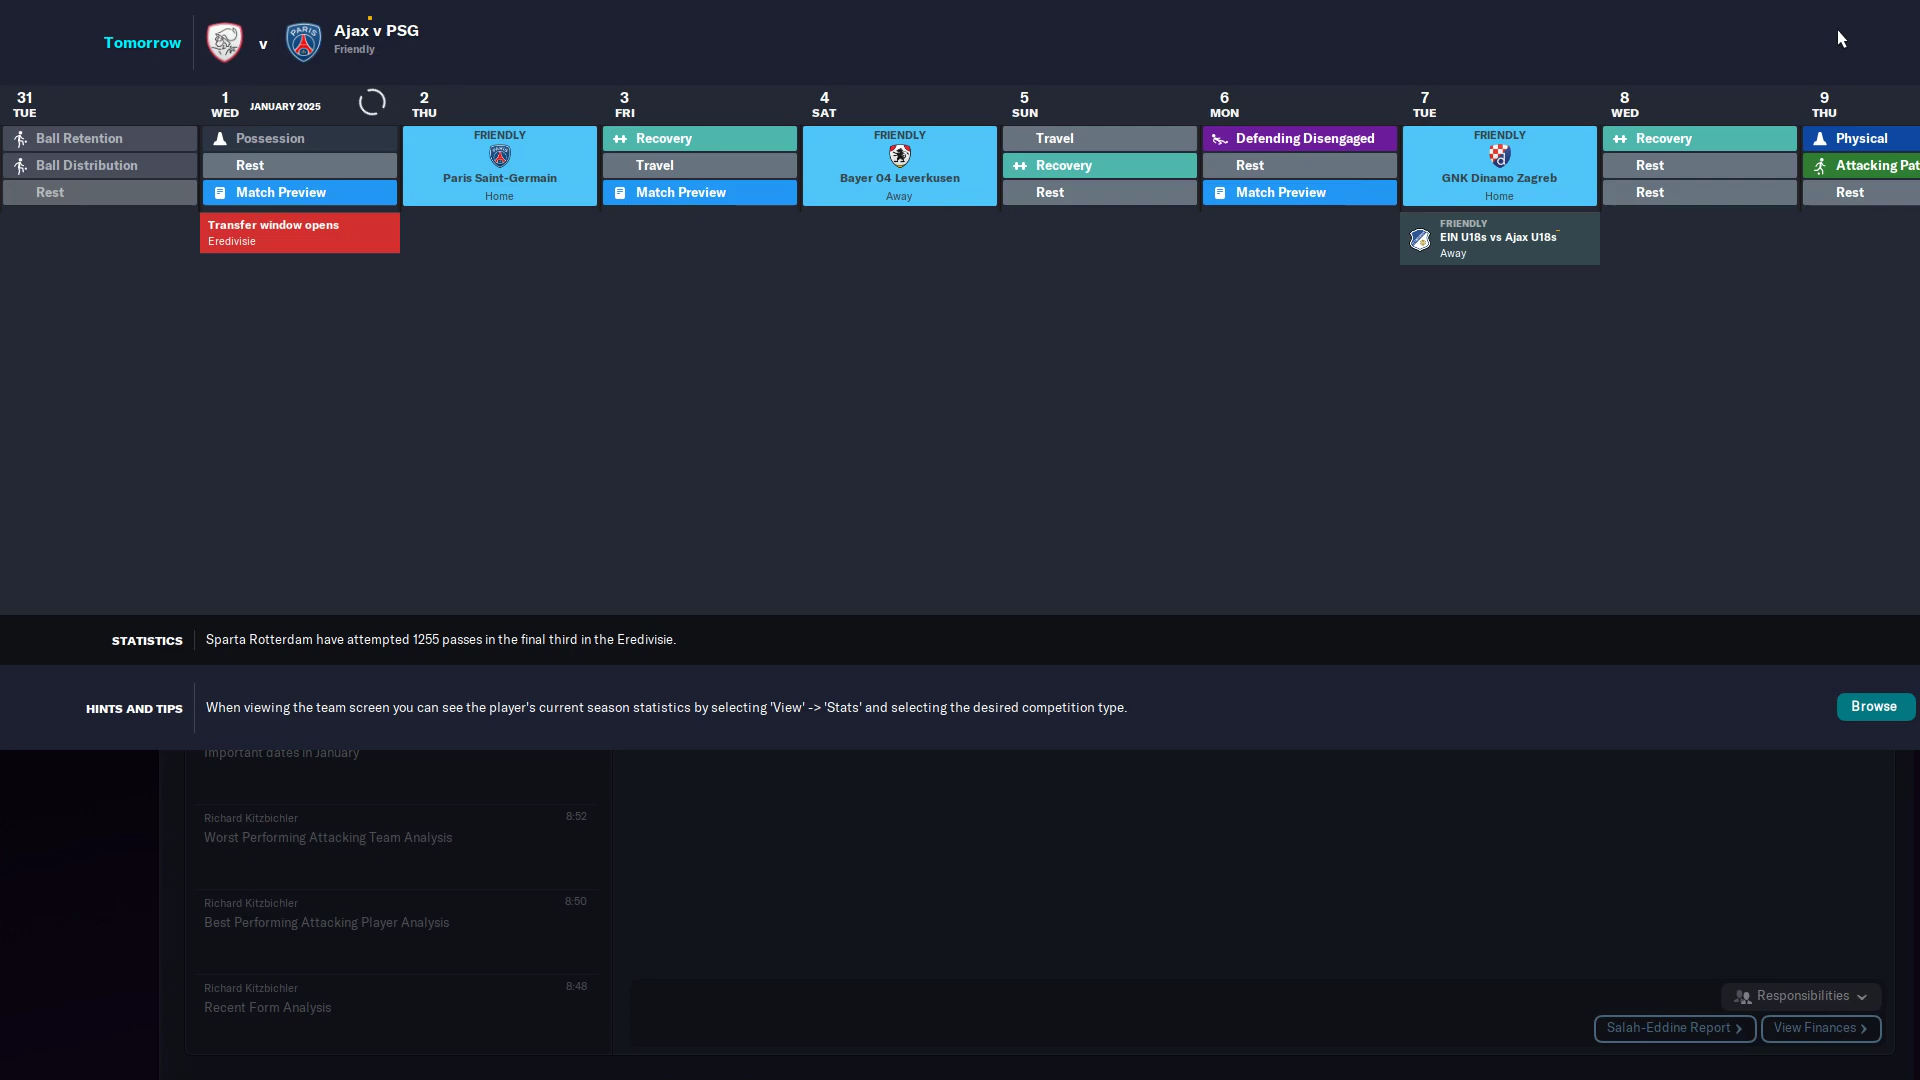 Tomorrow
v
Ajax v PSG
Friendly
31
TUE
1
WED
JANUARY 2025
2
THU
3
FRI
4
SAT
5
SUN
6
MON
7
TUE
8
WED
9
THU
Ball Retention
Ball Distribution
Rest
Possession
Rest
Match Preview
Transfer window opens
Eredivisie
FRIENDLY
PARIS
Paris Saint-Germain
Home
Recovery
Travel
Match Preview
FRIENDLY
Bayer 04 Leverkusen
Away
Travel
Recovery
Rest
Defending Disengaged
Rest
Match Preview
FRIENDLY
GNK Dinamo Zagreb
Home
FRIENDLY
EIN U18s vs Ajax U18s
Away
Recovery
Rest
Rest
Physical
Attacking Pat
Rest
STATISTICS
Sparta Rotterdam have attempted 1255 passes in the final third in the Eredivisie.
HINTS AND TIPS
When viewing the team screen you can see the player's current season statistics by selecting 'View' -> 'Stats' and selecting the desired competition type.
Browse
Important dates in January
Richard Kitzbichler
8:52
Worst Performing Attacking Team Analysis
Richard Kitzbichler
8:50
Best Performing Attacking Player Analysis
Richard Kitzbichler
8:48
Recent Form Analysis
Responsibilities
Salah-Eddine Report
View Finances